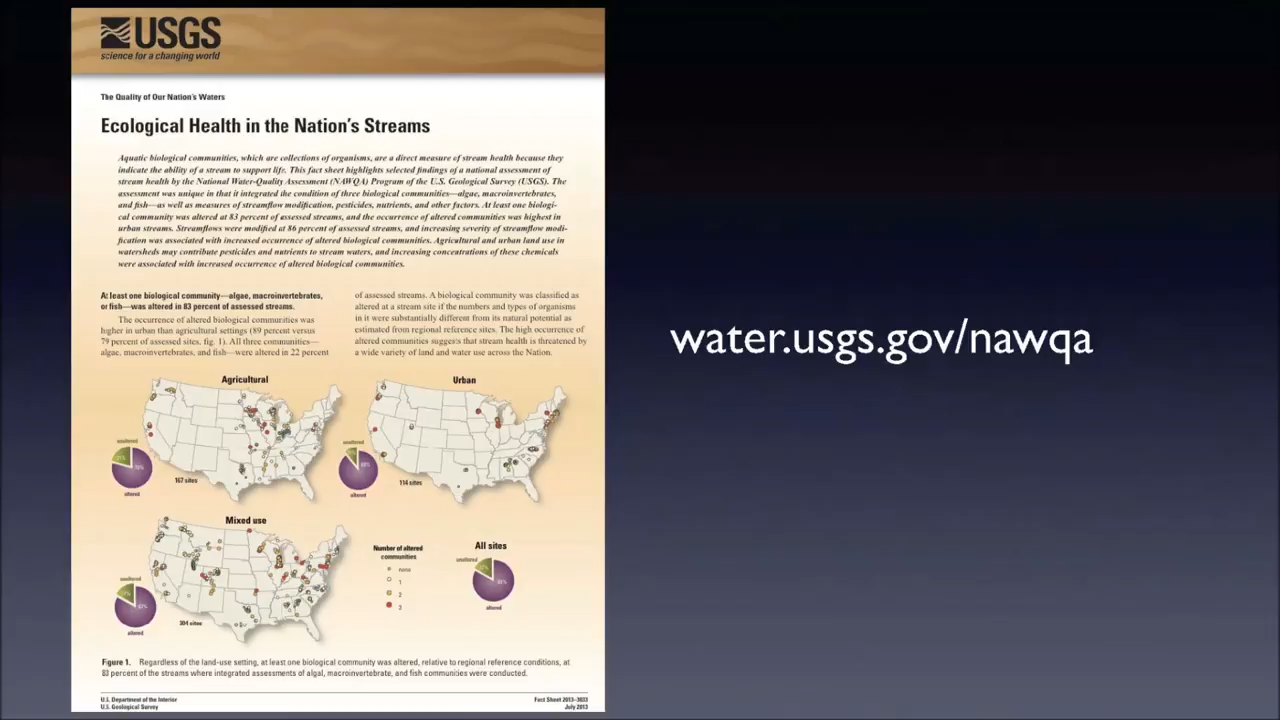 USGS
science for a changing world
The Quality of Our Nation's Waters
Ecological Health in the Nation's Streams
Aquatic biological communities, which are collections of organisms, are a direct measure of stream health because they
indicate the ability of a stream to support life. This fact sheet highlights selected findings of a national assessment of
stream health by the National Water-Quality Assessment (NAWQA) Program of the U.S. Geological Survey (USGS). The
assessment was unique in that it integrated the condition of three biological communities—algae, macroinvertebrates,
and fish—as well as measures of streamflow modification, pesticides, nutrients, and other factors. At least one biologi-
cal community was altered at 83 percent of assessed streams, and the occurrence of altered communities was highest in
urban streams. Streamflows were modified at 86 percent of assessed streams, and increasing severity of streamflow modi-
fication was associated with increased occurrence of altered biological communities. Agricultural and urban land use in
watersheds may contribute pesticides and nutrients to stream waters, and increasing concentrations of these chemicals
were associated with increased occurrence of altered biological communities.
At least one biological community—algae, macroinvertebrates,
or fish—was altered in 83 percent of assessed streams.
The occurrence of altered biological communities was
higher in urban than agricultural settings (89 percent versus
79 percent of assessed sites, fig. 1). All three communities—
algae, macroinvertebrates, and fish—were altered in 22 percent
of assessed streams. A biological community was classified as
altered at a stream site if the numbers and types of organisms
in it were substantially different from its natural potential as
estimated from regional reference sites. The high occurrence of
altered communities suggests that stream health is threatened by
a wide variety of land and water use across the Nation.
Agricultural
unaltered
21%
79%
altered
167 sites
Urban
unaltered
89%
altered
114 sites
Mixed use
unaltered
83%
altered
304 sites
Number of altered
communities
none
1
2
3
All sites
unaltered
17%
83%
altered
Figure 1. Regardless of the land-use setting, at least one biological community was altered, relative to regional reference conditions, at
83 percent of the streams where integrated assessments of algal, macroinvertebrate, and fish communities were conducted.
U.S. Department of the Interior
U.S. Geological Survey
Fact Sheet 2013–3033
July 2013
water.usgs.gov/nawqa